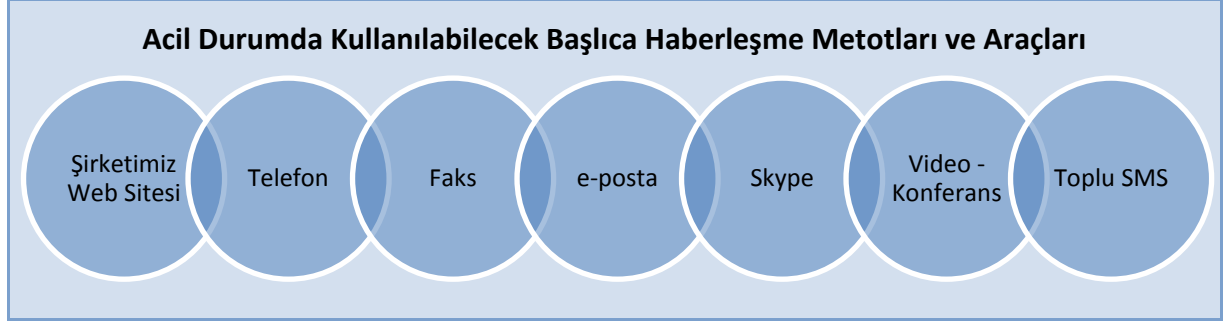 Acil Durumda Kullanılabilecek Başlıca Haberleşme Metotları ve Araçları
Şirketimiz
Web Sitesi
Telefon
Faks
e-posta
Skype
Video -
Konferans
Toplu SMS